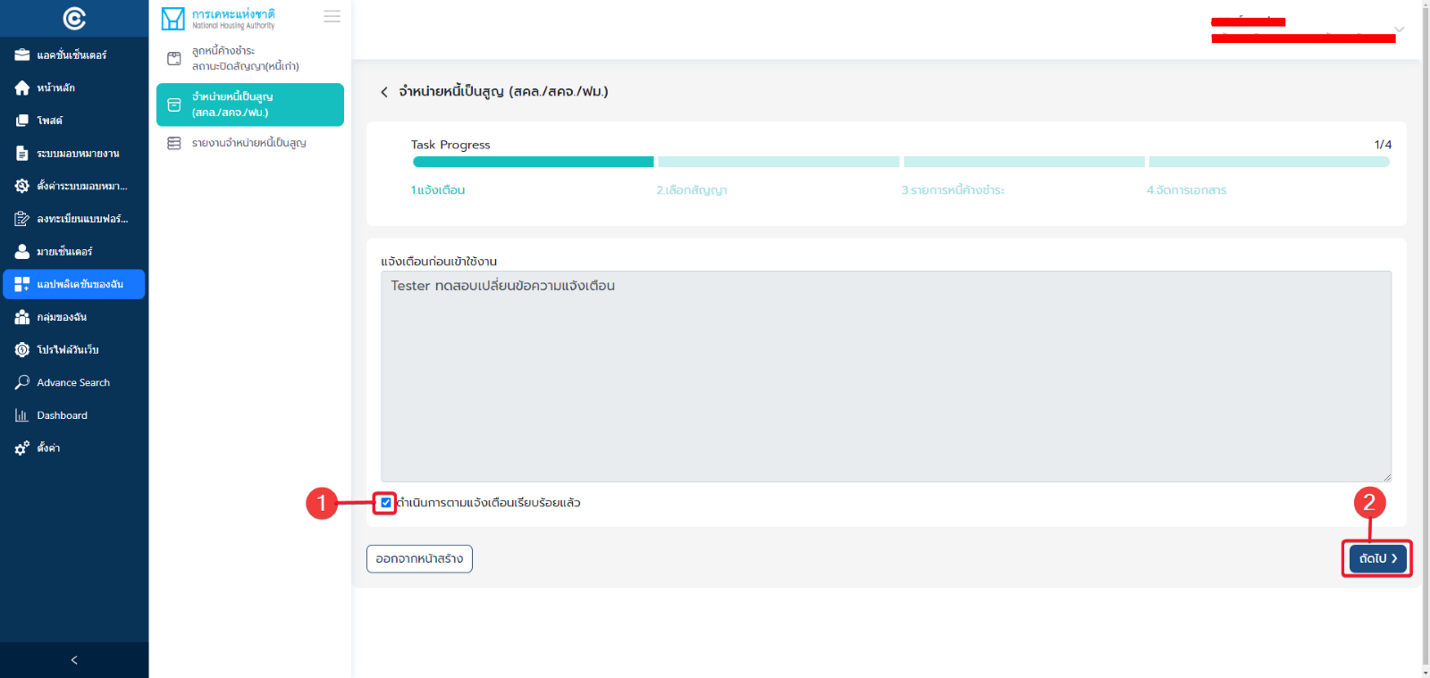 แอคชั่นเซ็นเตอร์
หน้าหลัก
โพสต์
ระบบมอบหมายงาน
ตั้งค่าระบบมอบหมา...
ลงทะเบียนแบบฟอร์...
มายเซ็นเตอร์
แอปพลิเคชันของฉัน
กลุ่มของฉัน
โปรไฟล์วันเว็บ
Advance Search
Dashboard
ตั้งค่า
การเคหะแห่งชาติ
National Housing Authority
ลูกหนี้ค้างชำระ
สถานะปิดสัญญา(หนี้เก่า)
จำหน่ายหนี้เป็นสูญ
(สคล./สคจ./ฟม.)
รายงานจำหน่ายหนี้เป็นสูญ
จำหน่ายหนี้เป็นสูญ (สคล./สคจ./ฟม.)
Task Progress
1/4
1.แจ้งเตือน
2.เลือกสัญญา
3.รายการหนี้ค้างชำระ
4.จัดการเอกสาร
แจ้งเตือนก่อนเข้าใช้งาน
Tester ทดสอบเปลี่ยนข้อความแจ้งเตือน
1
ดำเนินการตามแจ้งเตือนเรียบร้อยแล้ว
2
ออกจากหน้าสร้าง
ถัดไป